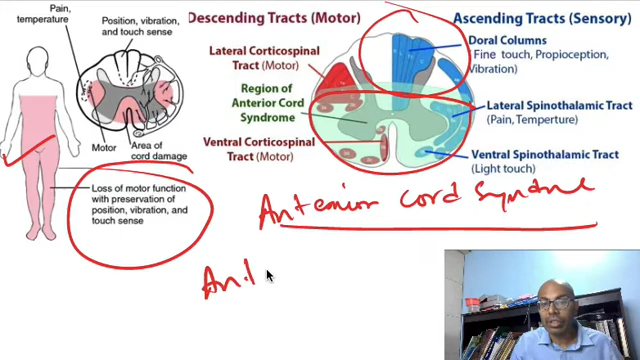 Pain,
temperature
Position, vibration,
and touch sense
Motor
Area of
cord damage
Loss of motor function
with preservation of
position, vibration, and
touch sense
Descending Tracts (Motor)
Ascending Tracts (Sensory)
Lateral Corticospinal
Tract (Motor)
Region of
Anterior Cord
Syndrome
Ventral Corticospinal
Tract (Motor)
Doral Columns
(Fine touch, Propioception,
Vibration)
Lateral Spinothalamic Tract
(Pain, Temperture)
Ventral Spinothalamic Tract
(Light touch)
Anterior cord syndrome